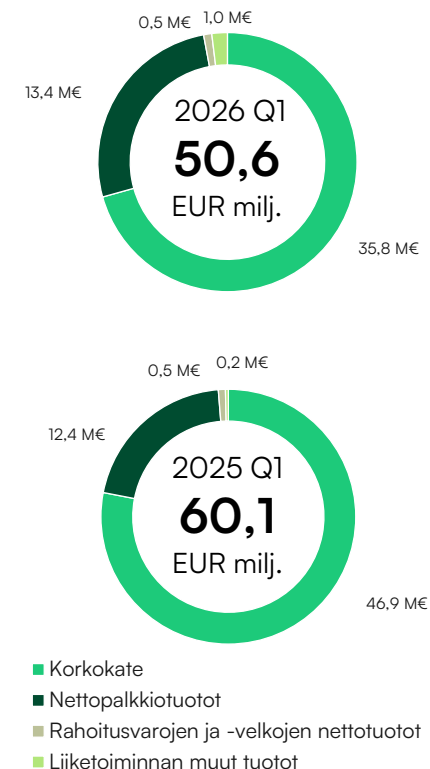 0,5 M€
1,0 M€
13,4 M€
2026 Q1
50,6
EUR milj.
35,8 M€
0,5 M€
0,2 M€
12,4 M€
2025 Q1
60,1
EUR milj.
46,9 M€
Korkokate
Nettopalkkiotuotot
Rahoitusvarojen ja -velkojen nettotuotot
Liiketoiminnan muut tuotot